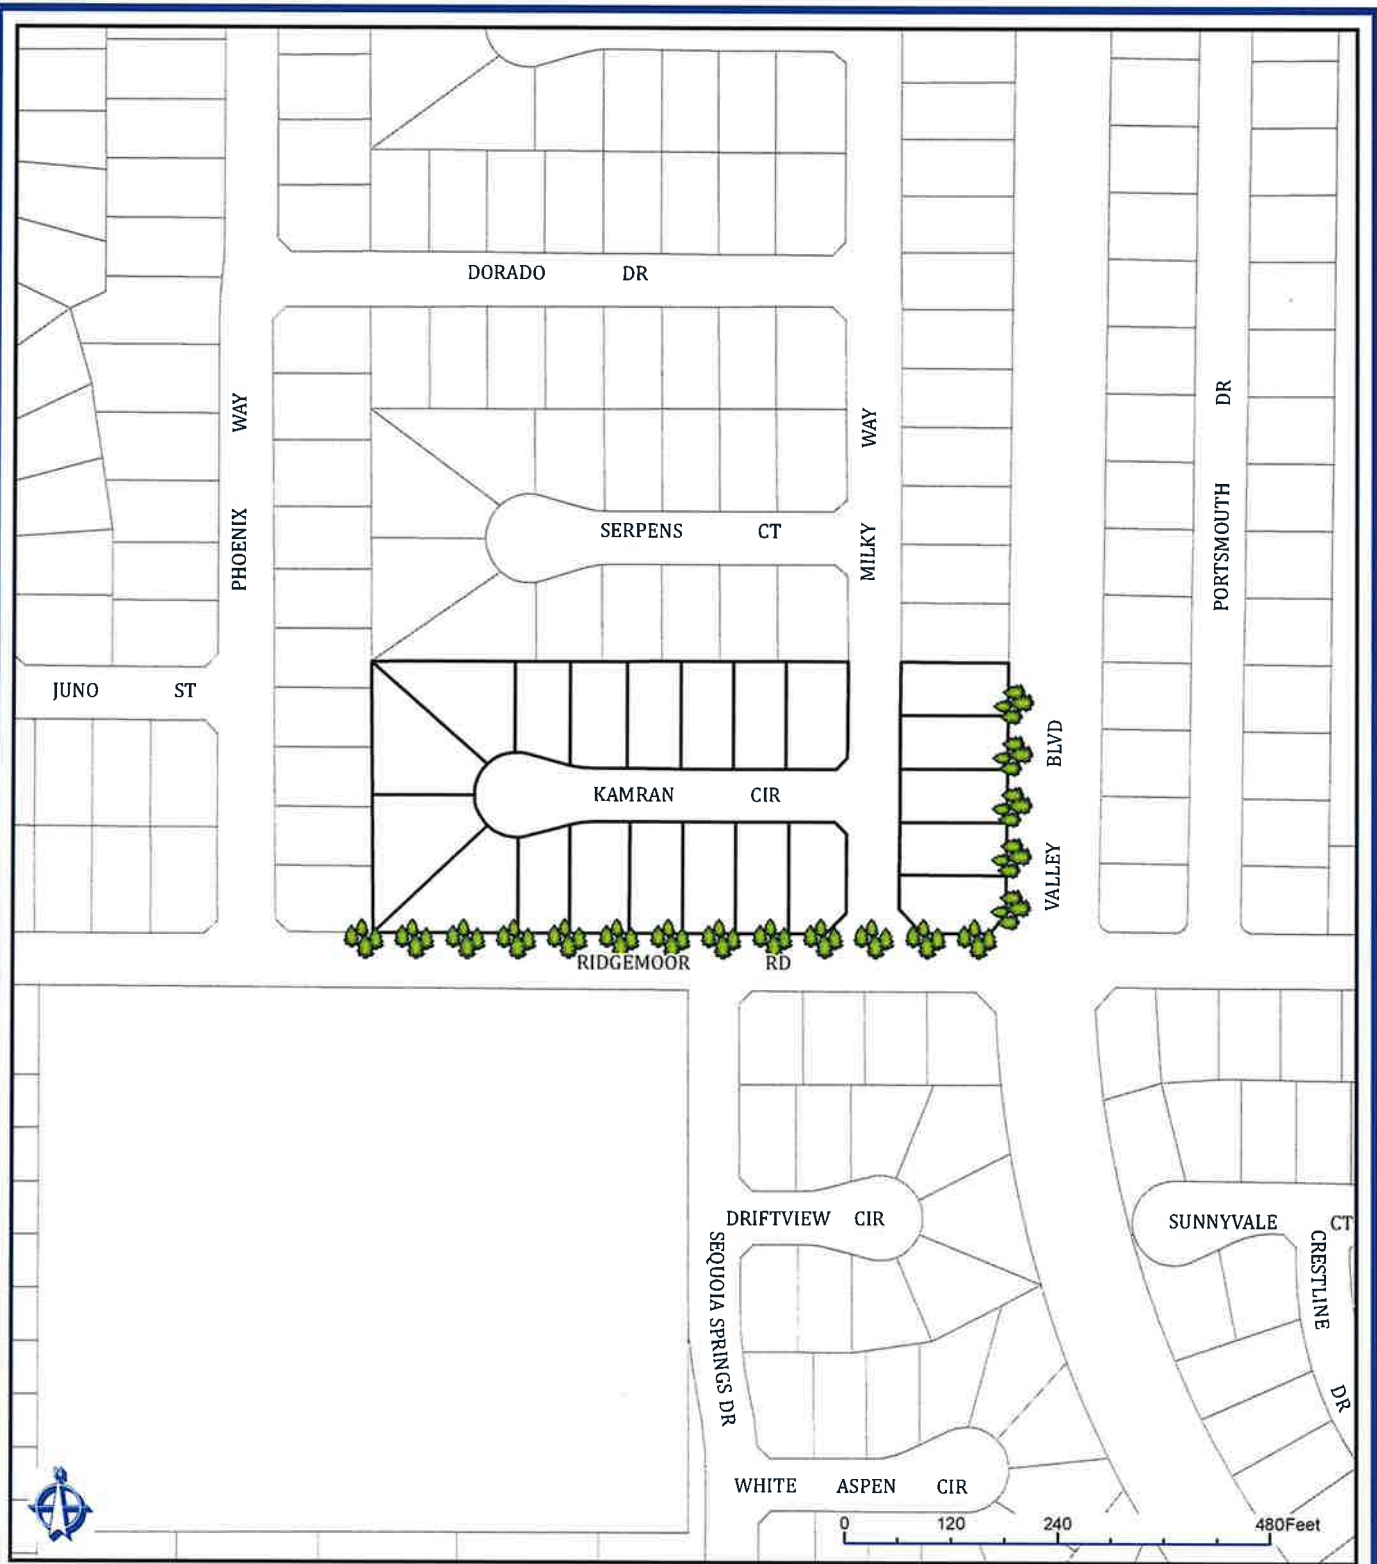 DORADO DR
PHOENIX WAY
MILKY WAY
PORTSMOUTH DR
SERPENS CT
JUNO ST
VALLEY BLVD
KAMRAN CIR
RIDGEMOOR RD
DRIFTVIEW CIR
SUNNYVALE CT
SEQUOIA SPRINGS DR
CRESTLINE DR
WHITE ASPEN CIR
0 120 240 480Feet